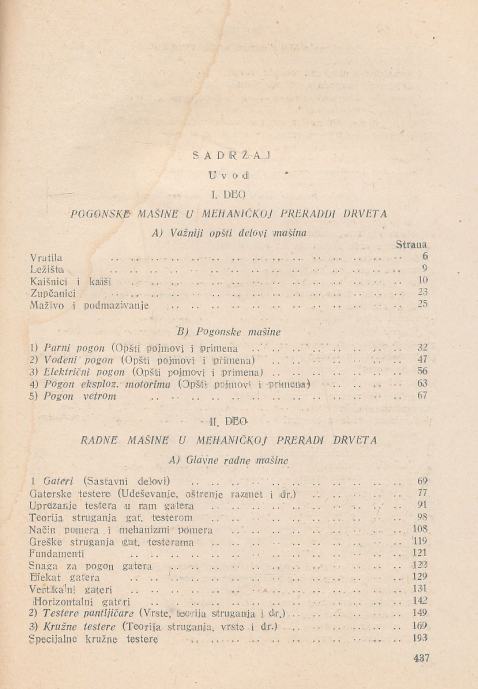 SADRŽAJ
Uvod
I. DEO
POGONSKE MAŠINE U MEHANIČKOJ PRERADDI DRVETA
A) Važniji opšti delovi mašina
Strana
Vratila .. .. .. .. .. .. .. .. .. .. .. .. 6
Ležišta .. .. .. .. .. .. .. .. .. .. .. .. 9
Kaišnici i kaiši .. .. .. .. .. .. .. .. .. .. 10
Zupčanici .. .. .. .. .. .. .. .. .. .. .. .. 23
Mazivo i podmazivanje .. .. .. .. .. .. .. .. .. 25
B) Pogonske mašine
1) Parni pogon (Opšti pojmovi i primena .. .. .. .. .. 32
2) Vodeni pogon (Opšti pojmovi i primena) .. .. .. .. .. 47
3) Električni pogon (Opšti pojmovi i primena) .. .. .. .. .. 56
4) Pogon eksploz. motorima (Opšti pojmovi i primena) .. .. .. 63
5) Pogon vetrom .. .. .. .. .. .. .. .. .. .. 67
II. DEO
RADNE MAŠINE U MEHANIČKOJ PRERADI DRVETA
A) Glavne radne mašine
1 Gateri (Sastavni delovi) .. .. .. .. .. .. .. 69
Gaterske testere (Udešavanje, oštrenje razmet i dr.) .. .. .. .. 77
Uprezanje testera u ram gatera .. .. .. .. .. .. .. 91
Teorija struganja gat. testerom .. .. .. .. .. .. .. 98
Način pomera i mehanizmi pomera .. .. .. .. .. .. 108
Greške struganja gat. testerama .. .. .. .. .. .. .. 119
Fundamenti .. .. .. .. .. .. .. .. .. .. 121
Snaga za pogon gatera .. .. .. .. .. .. .. .. 122
Efekat gatera .. .. .. .. .. .. .. .. .. .. 129
Vertikalni gateri .. .. .. .. .. .. .. .. .. 131
Horizontalni gateri .. .. .. .. .. .. .. .. .. 142
2) Testere pantljičare (Vrste, teorija struganja i dr.) .. .. .. .. 149
3) Kružne testere (Teorija struganja, vrste i dr.) .. .. .. .. 169
Specijalne kružne testere .. .. .. .. .. .. .. .. 193
437